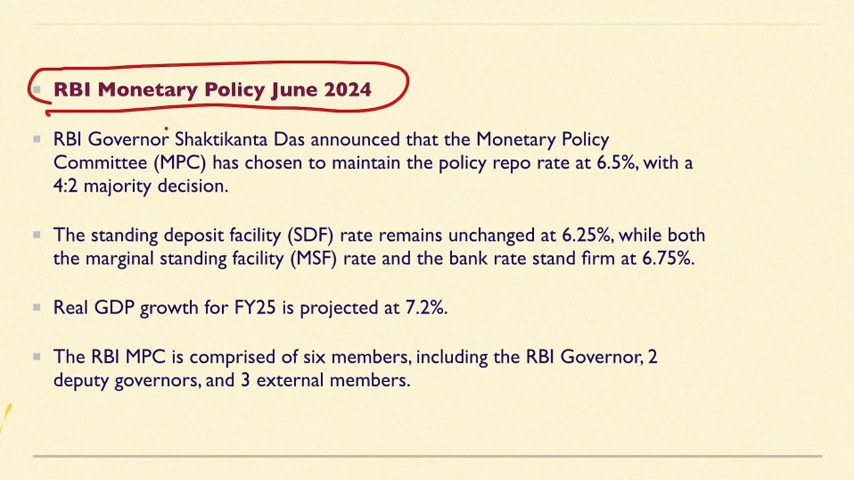 RBI Monetary Policy June 2024
RBI Governor Shaktikanta Das announced that the Monetary Policy
Committee (MPC) has chosen to maintain the policy repo rate at 6.5%, with a
4:2 majority decision.
The standing deposit facility (SDF) rate remains unchanged at 6.25%, while both
the marginal standing facility (MSF) rate and the bank rate stand firm at 6.75%.
Real GDP growth for FY25 is projected at 7.2%.
The RBI MPC is comprised of six members, including the RBI Governor, 2
deputy governors, and 3 external members.